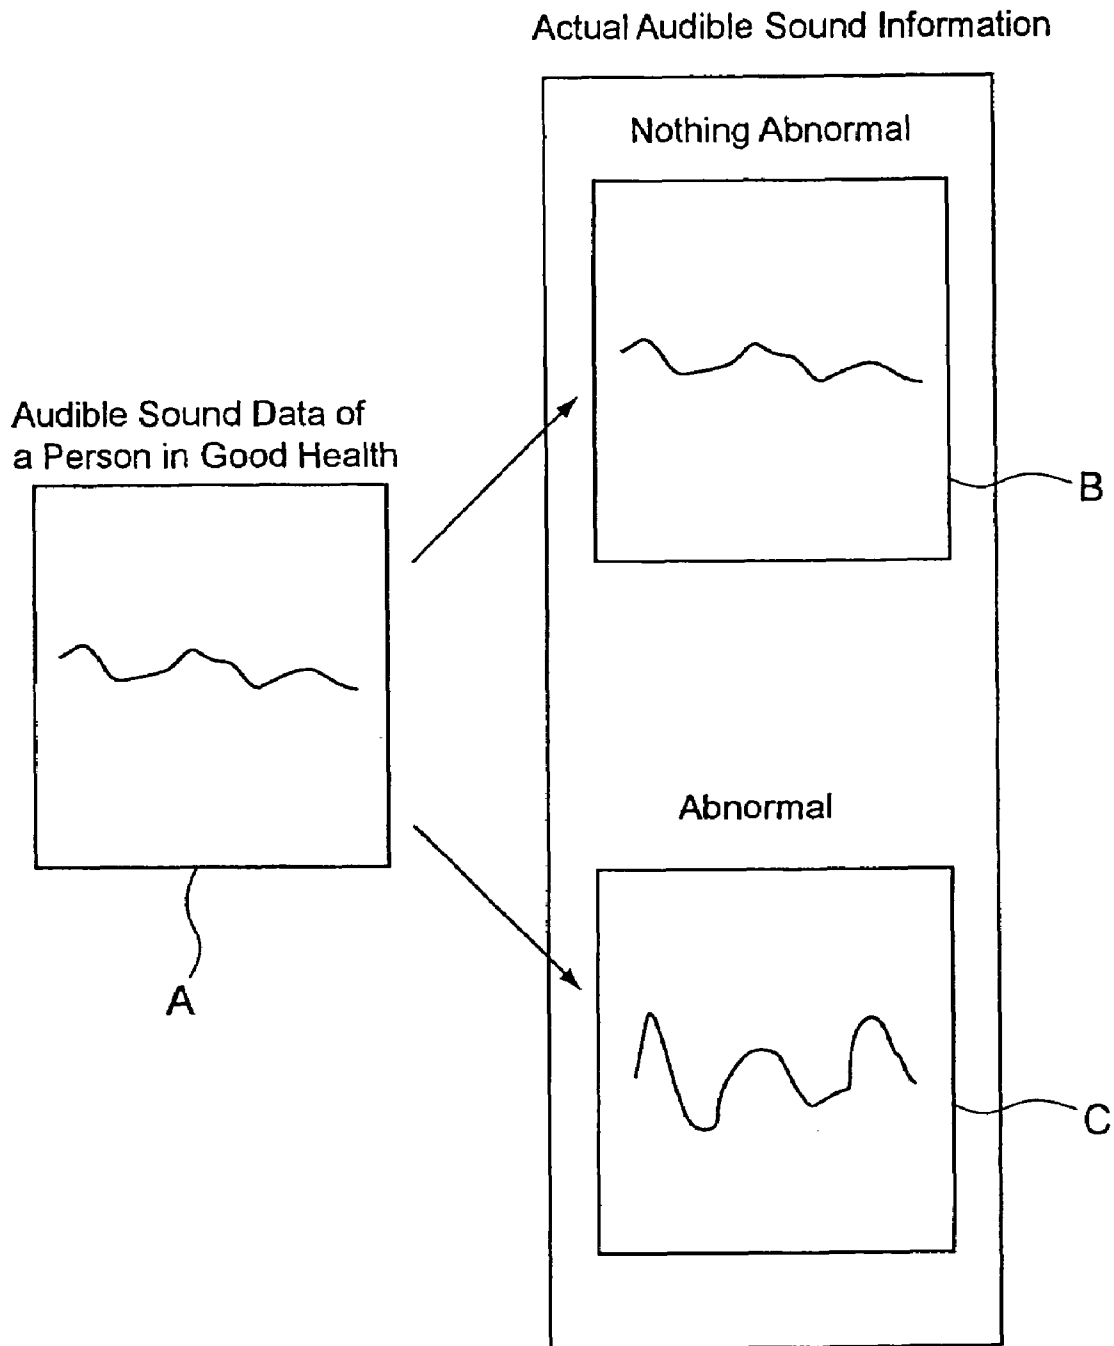 Actual Audible Sound Information
Nothing Abnormal
B
Audible Sound Data of
a Person in Good Health
A
Abnormal
C